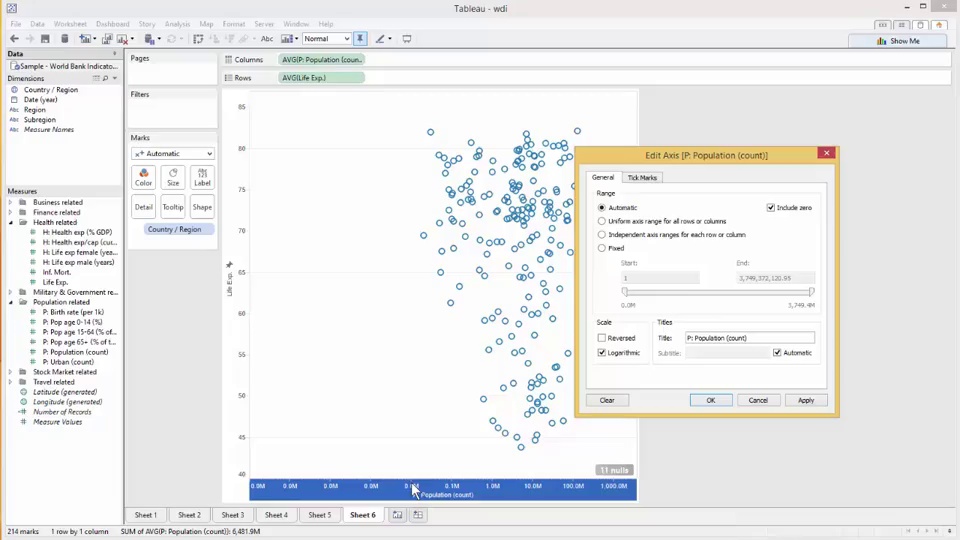 Tableau - wdi
File Data Worksheet Dashboard Story Analysis Map Format Server Window Help
Abc Normal Show Me
Data
Sample - World Bank Indicato...
Dimensions
Country / Region
Date (year)
Abc Region
Abc Subregion
Abc Measure Names
Measures
Business related
Finance related
Health related
H: Health exp (% GDP)
H: Health exp/cap (cur...
H: Life exp female (yea...
H: Life exp male (years)
Inf. Mort.
Life Exp.
Military & Government r...
Population related
P: Birth rate (per 1k)
P: Pop age 0-14 (%)
P: Pop age 15-64 (% of...
P: Pop age 65+ (% of t...
P: Population (count)
P: Urban (count)
Stock Market related
Travel related
Latitude (generated)
Longitude (generated)
Number of Records
Measure Values
Pages
Filters
Marks
Automatic
Color Size Label
Detail Tooltip Shape
Country / Region
Columns AVG(P: Population (coun..
Rows AVG(Life Exp.)
85
80
75
70
65
60
55
50
45
40
Life Exp.
11 nulls
0.0M 0.0M 0.0M 0.0M 0.0M 0.1M 1.0M 10.0M 100.0M 1,000.0M
Population (count)
Edit Axis [P: Population (count)]
General Tick Marks
Range
Automatic Include zero
Uniform axis range for all rows or columns
Independent axis ranges for each row or column
Fixed
Start: End:
1 3,749,372,120.95
0.0M 3,749.4M
Scale Titles
Reversed Title: P: Population (count)
Logarithmic Subtitle: Automatic
Clear OK Cancel Apply
Sheet 1 Sheet 2 Sheet 3 Sheet 4 Sheet 5 Sheet 6
214 marks 1 row by 1 column SUM of AVG(P: Population (count)): 6,481.9M